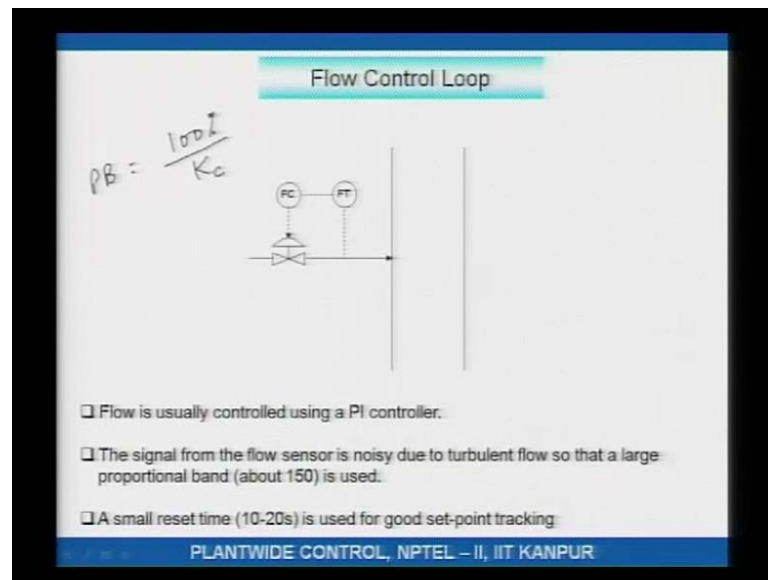 Flow Control Loop
PB = 100% / Kc
FC FT
❑ Flow is usually controlled using a PI controller.
❑ The signal from the flow sensor is noisy due to turbulent flow so that a large
proportional band (about 150) is used.
❑ A small reset time (10-20s) is used for good set-point tracking
PLANTWIDE CONTROL, NPTEL – II, IIT KANPUR